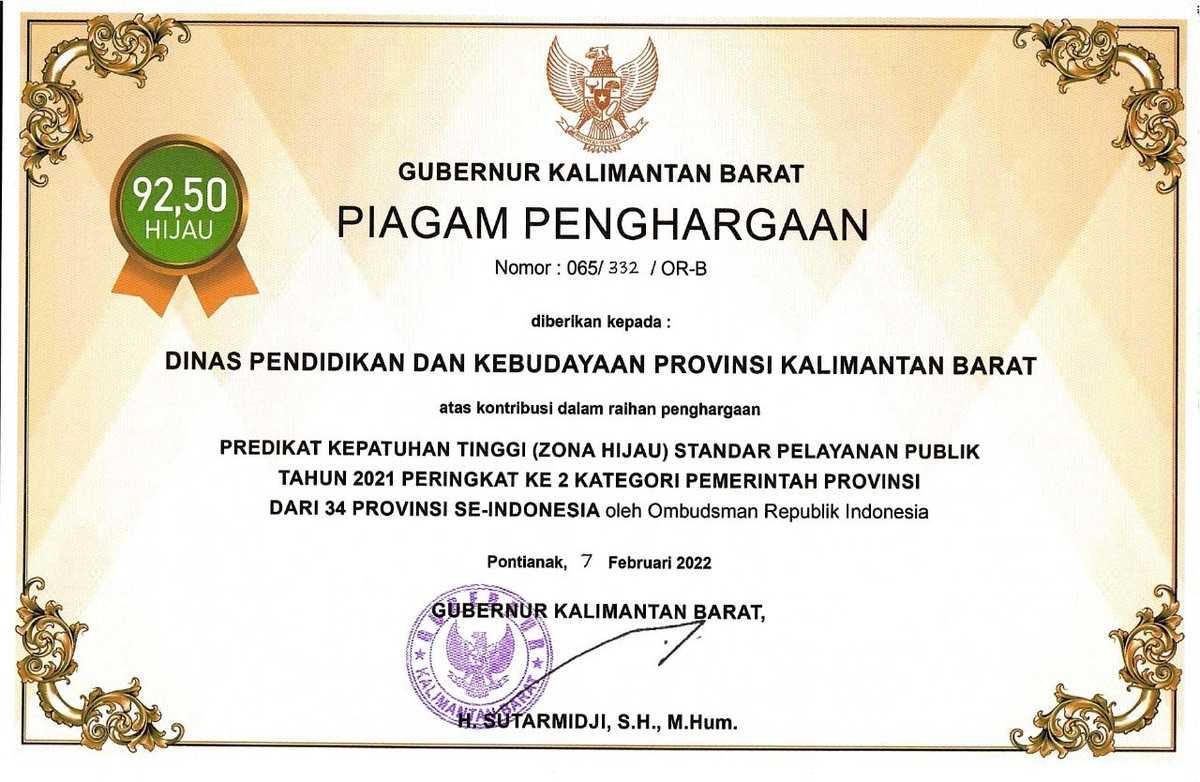 92,50
HIJAU
GUBERNUR KALIMANTAN BARAT
PIAGAM PENGHARGAAN
Nomor : 065/ 332 / OR-B
diberikan kepada :
DINAS PENDIDIKAN DAN KEBUDAYAAN PROVINSI KALIMANTAN BARAT
atas kontribusi dalam raihan penghargaan
PREDIKAT KEPATUHAN TINGGI (ZONA HIJAU) STANDAR PELAYANAN PUBLIK
TAHUN 2021 PERINGKAT KE 2 KATEGORI PEMERINTAH PROVINSI
DARI 34 PROVINSI SE-INDONESIA oleh Ombudsman Republik Indonesia
Pontianak, 7 Februari 2022
GUBERNUR KALIMANTAN BARAT,
GUBERNUR
KALIMANTAN BARAT
H. SUTARMIDJI, S.H., M.Hum.